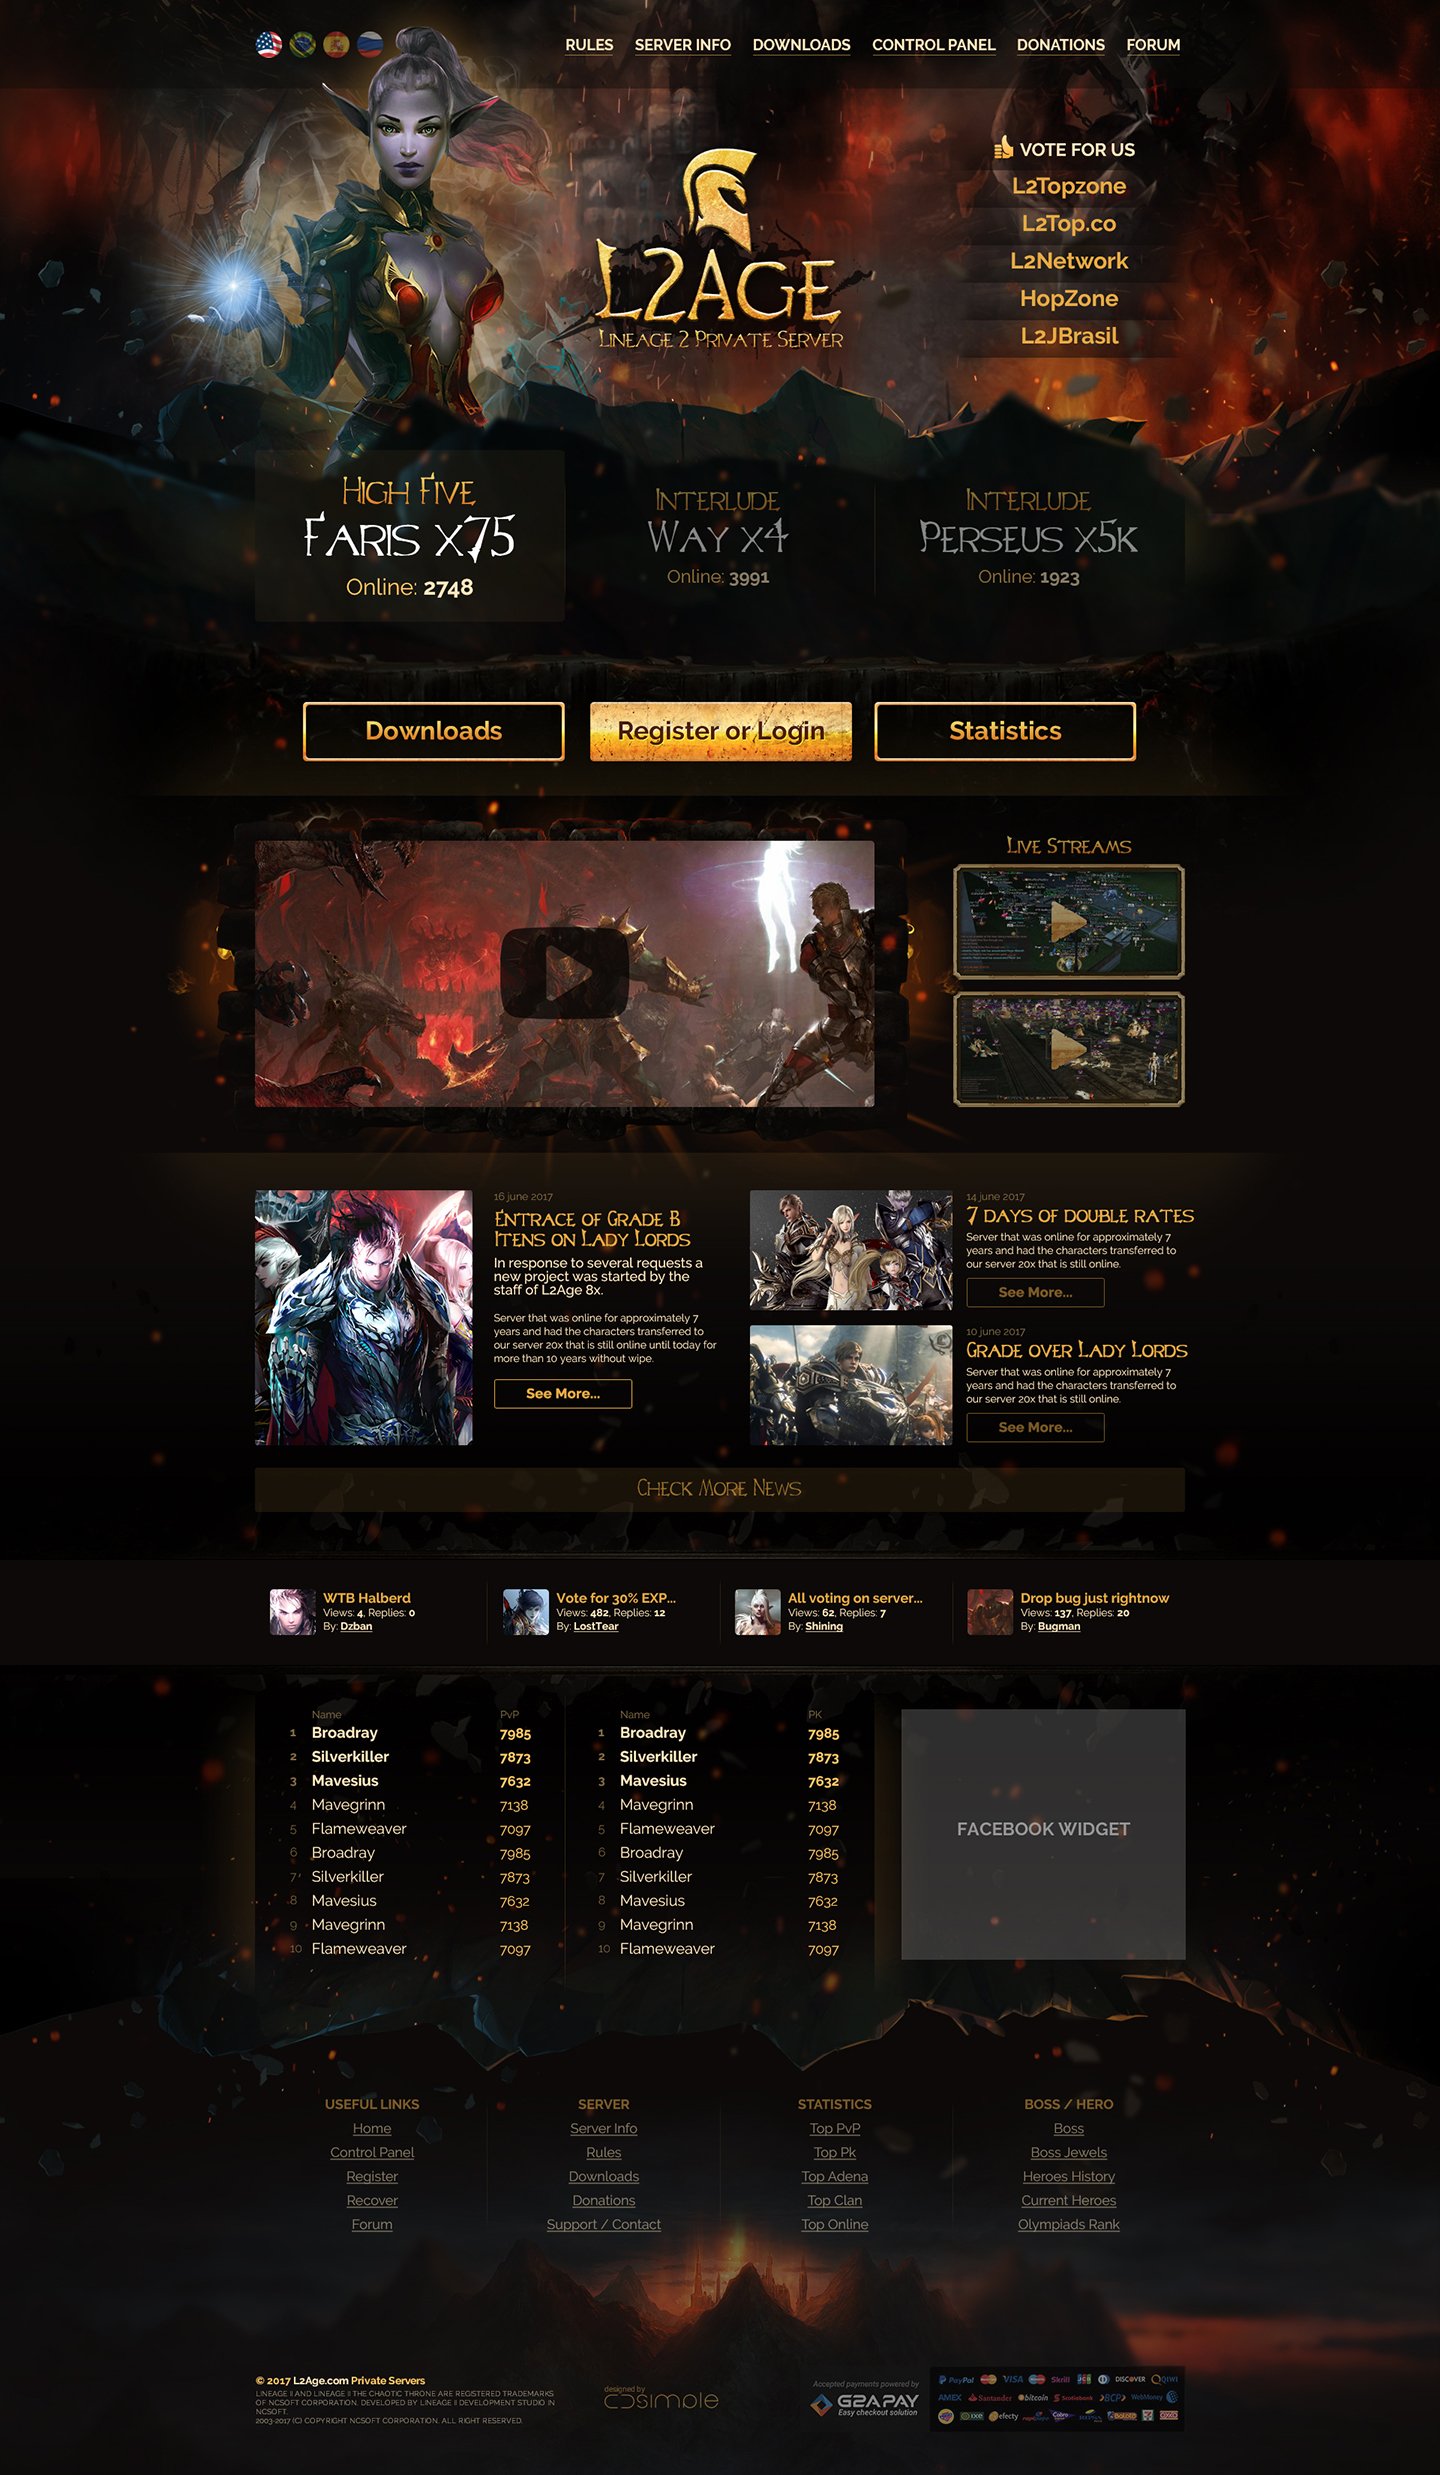 RULES SERVER INFO DOWNLOADS CONTROL PANEL DONATIONS FORUM
VOTE FOR US
L2Topzone
L2Top.co
L2Network
HopZone
L2JBrasil
L2Age
Lineage 2 Private Server
High Five
Faris x75
Online: 2748
Interlude
Way x4
Online: 3991
Interlude
Perseus x5k
Online: 1923
Downloads
Register or Login
Statistics
Live Streams
16 june 2017
Entrace of Grade B
Itens on Lady Lords
In response to several requests a
new project was started by the
staff of L2Age 8x.
Server that was online for approximately 7
years and had the characters transferred to
our server 20x that is still online until today for
more than 10 years without wipe.
See More...
14 june 2017
7 days of double rates
Server that was online for approximately 7
years and had the characters transferred to
our server 20x that is still online.
See More...
10 june 2017
Grade over Lady Lords
Server that was online for approximately 7
years and had the characters transferred to
our server 20x that is still online.
See More...
Check More News
WTB Halberd
Views: 4, Replies: 0
By: Dzban
Vote for 30% EXP...
Views: 482, Replies: 12
By: LostTear
All voting on server...
Views: 62, Replies: 7
By: Shining
Drop bug just rightnow
Views: 137, Replies: 20
By: Bugman
Name PvP
1 Broadray 7985
2 Silverkiller 7873
3 Mavesius 7632
4 Mavegrinn 7138
5 Flameweaver 7097
6 Broadray 7985
7 Silverkiller 7873
8 Mavesius 7632
9 Mavegrinn 7138
10 Flameweaver 7097
Name PK
1 Broadray 7985
2 Silverkiller 7873
3 Mavesius 7632
4 Mavegrinn 7138
5 Flameweaver 7097
6 Broadray 7985
7 Silverkiller 7873
8 Mavesius 7632
9 Mavegrinn 7138
10 Flameweaver 7097
FACEBOOK WIDGET
USEFUL LINKS
Home
Control Panel
Register
Recover
Forum
SERVER
Server Info
Rules
Downloads
Donations
Support / Contact
STATISTICS
Top PvP
Top Pk
Top Adena
Top Clan
Top Online
BOSS / HERO
Boss
Boss Jewels
Heroes History
Current Heroes
Olympiads Rank
© 2017 L2Age.com Private Servers
LINEAGE II AND LINEAGE II THE CHAOTIC THRONE ARE REGISTERED TRADEMARKS
OF NCSOFT CORPORATION. DEVELOPED BY LINEAGE II DEVELOPMENT STUDIO IN
NCSOFT.
2003-2017 (C) COPYRIGHT NCSOFT CORPORATION. ALL RIGHT RESERVED.
designed by
CDSimple
Accepted payments powered by
G2A PAY
Easy checkout solution
PayPal VISA Skrill JCB DISCOVER QIWI
AMEX Santander bitcoin Scotiabank BCP WebMoney
efecty